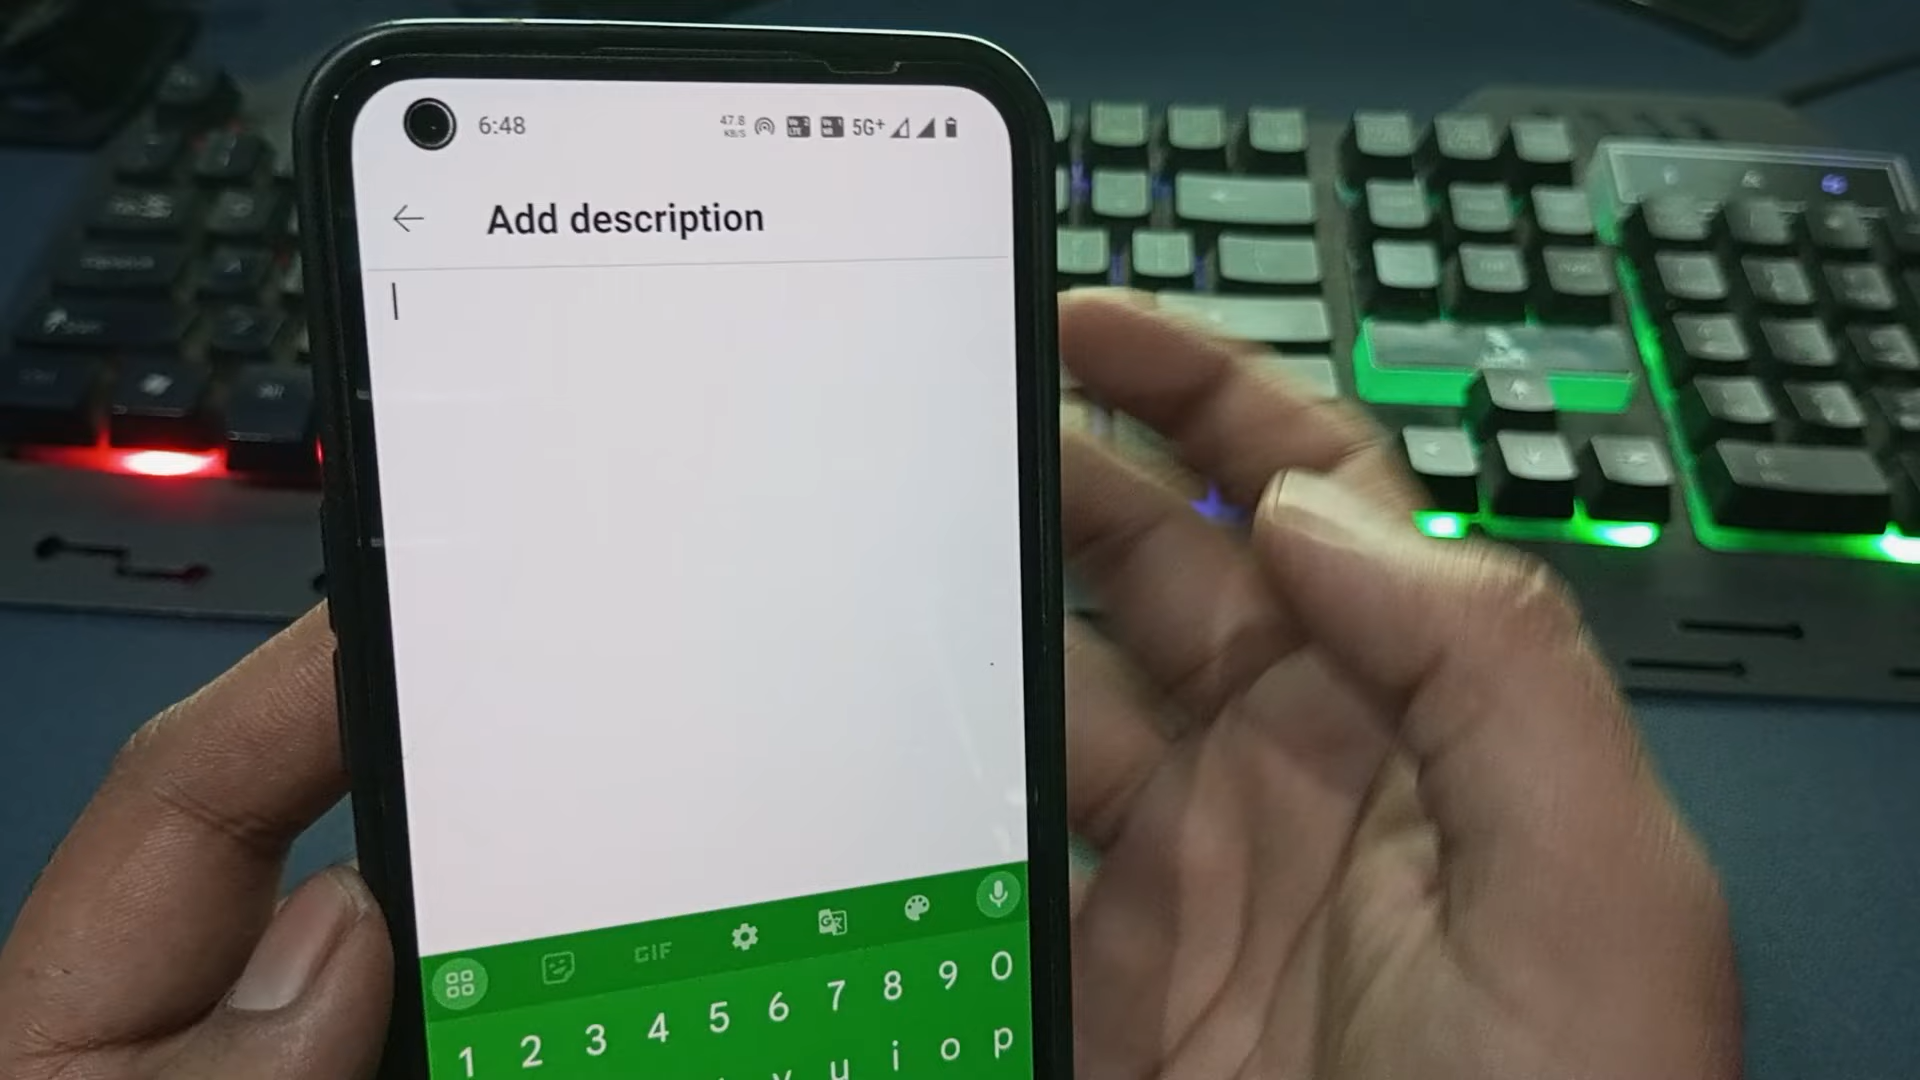 6:48 47.8 KB/S 5G+
Add description
GIF
1 2 3 4 5 6 7 8 9 0
y u i o p